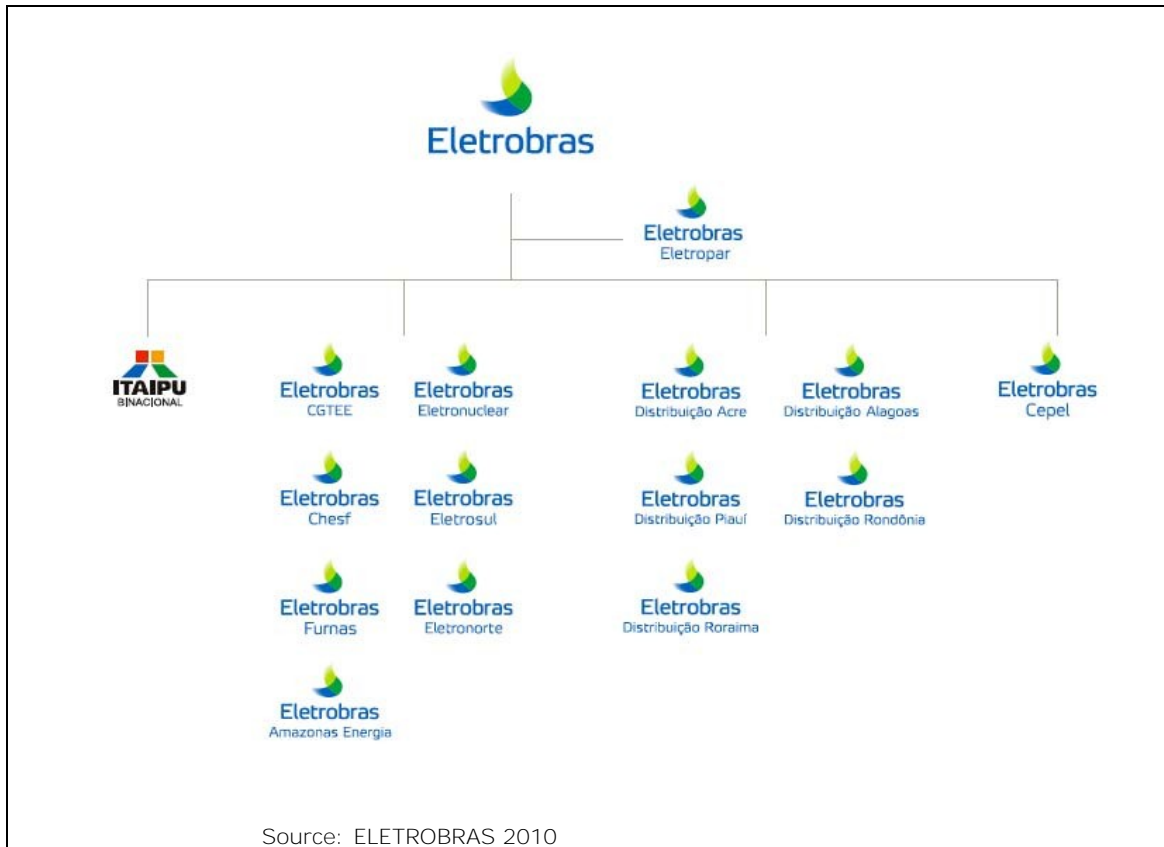 Eletrobras
Eletrobras
Eletropar
ITAIPU
BINACIONAL
Eletrobras
CGTEE
Eletrobras
Eletronuclear
Eletrobras
Distribuição Acre
Eletrobras
Distribuição Alagoas
Eletrobras
Cepel
Eletrobras
Chesf
Eletrobras
Eletrosul
Eletrobras
Distribuição Piauí
Eletrobras
Distribuição Rondônia
Eletrobras
Furnas
Eletrobras
Eletronorte
Eletrobras
Distribuição Roraima
Eletrobras
Amazonas Energia
Source: ELETROBRAS 2010